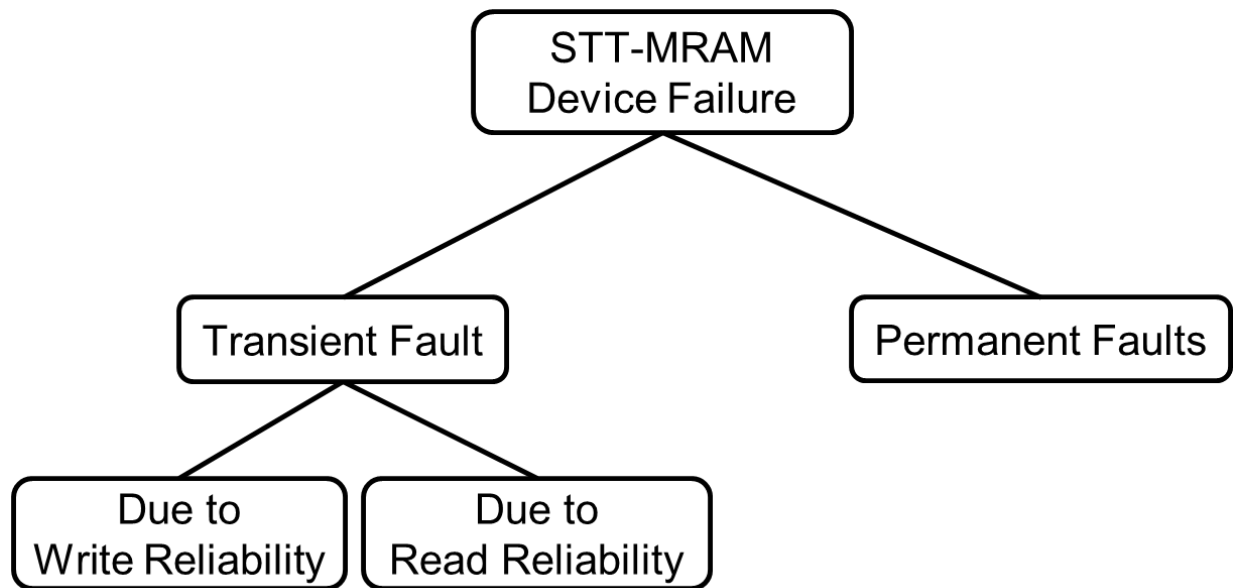 STT-MRAM
Device Failure
Transient Fault
Permanent Faults
Due to
Write Reliability
Due to
Read Reliability